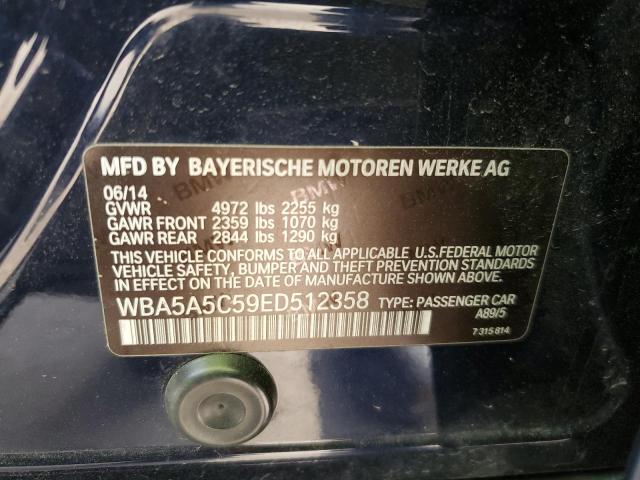 MFD BY BAYERISCHE MOTOREN WERKE AG
06/14
GVWR 4972 lbs 2255 kg
GAWR FRONT 2359 lbs 1070 kg
GAWR REAR 2844 lbs 1290 kg
THIS VEHICLE CONFORMS TO ALL APPLICABLE U.S.FEDERAL MOTOR
VEHICLE SAFETY, BUMPER AND THEFT PREVENTION STANDARDS
IN EFFECT ON THE DATE OF MANUFACTURE SHOWN ABOVE.
WBA5A5C59ED512358 TYPE: PASSENGER CAR
A89/5
7 315 814